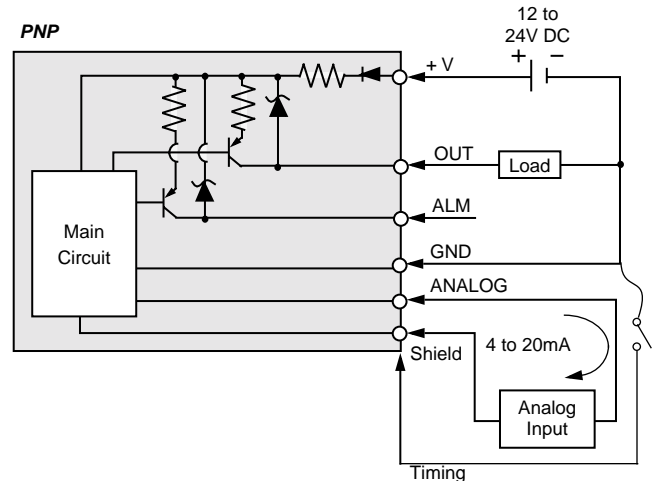 PNP
12 to
24V DC
+ −
+ V
OUT
Load
ALM
Main
Circuit
GND
ANALOG
Shield
4 to 20mA
Analog
Input
Timing